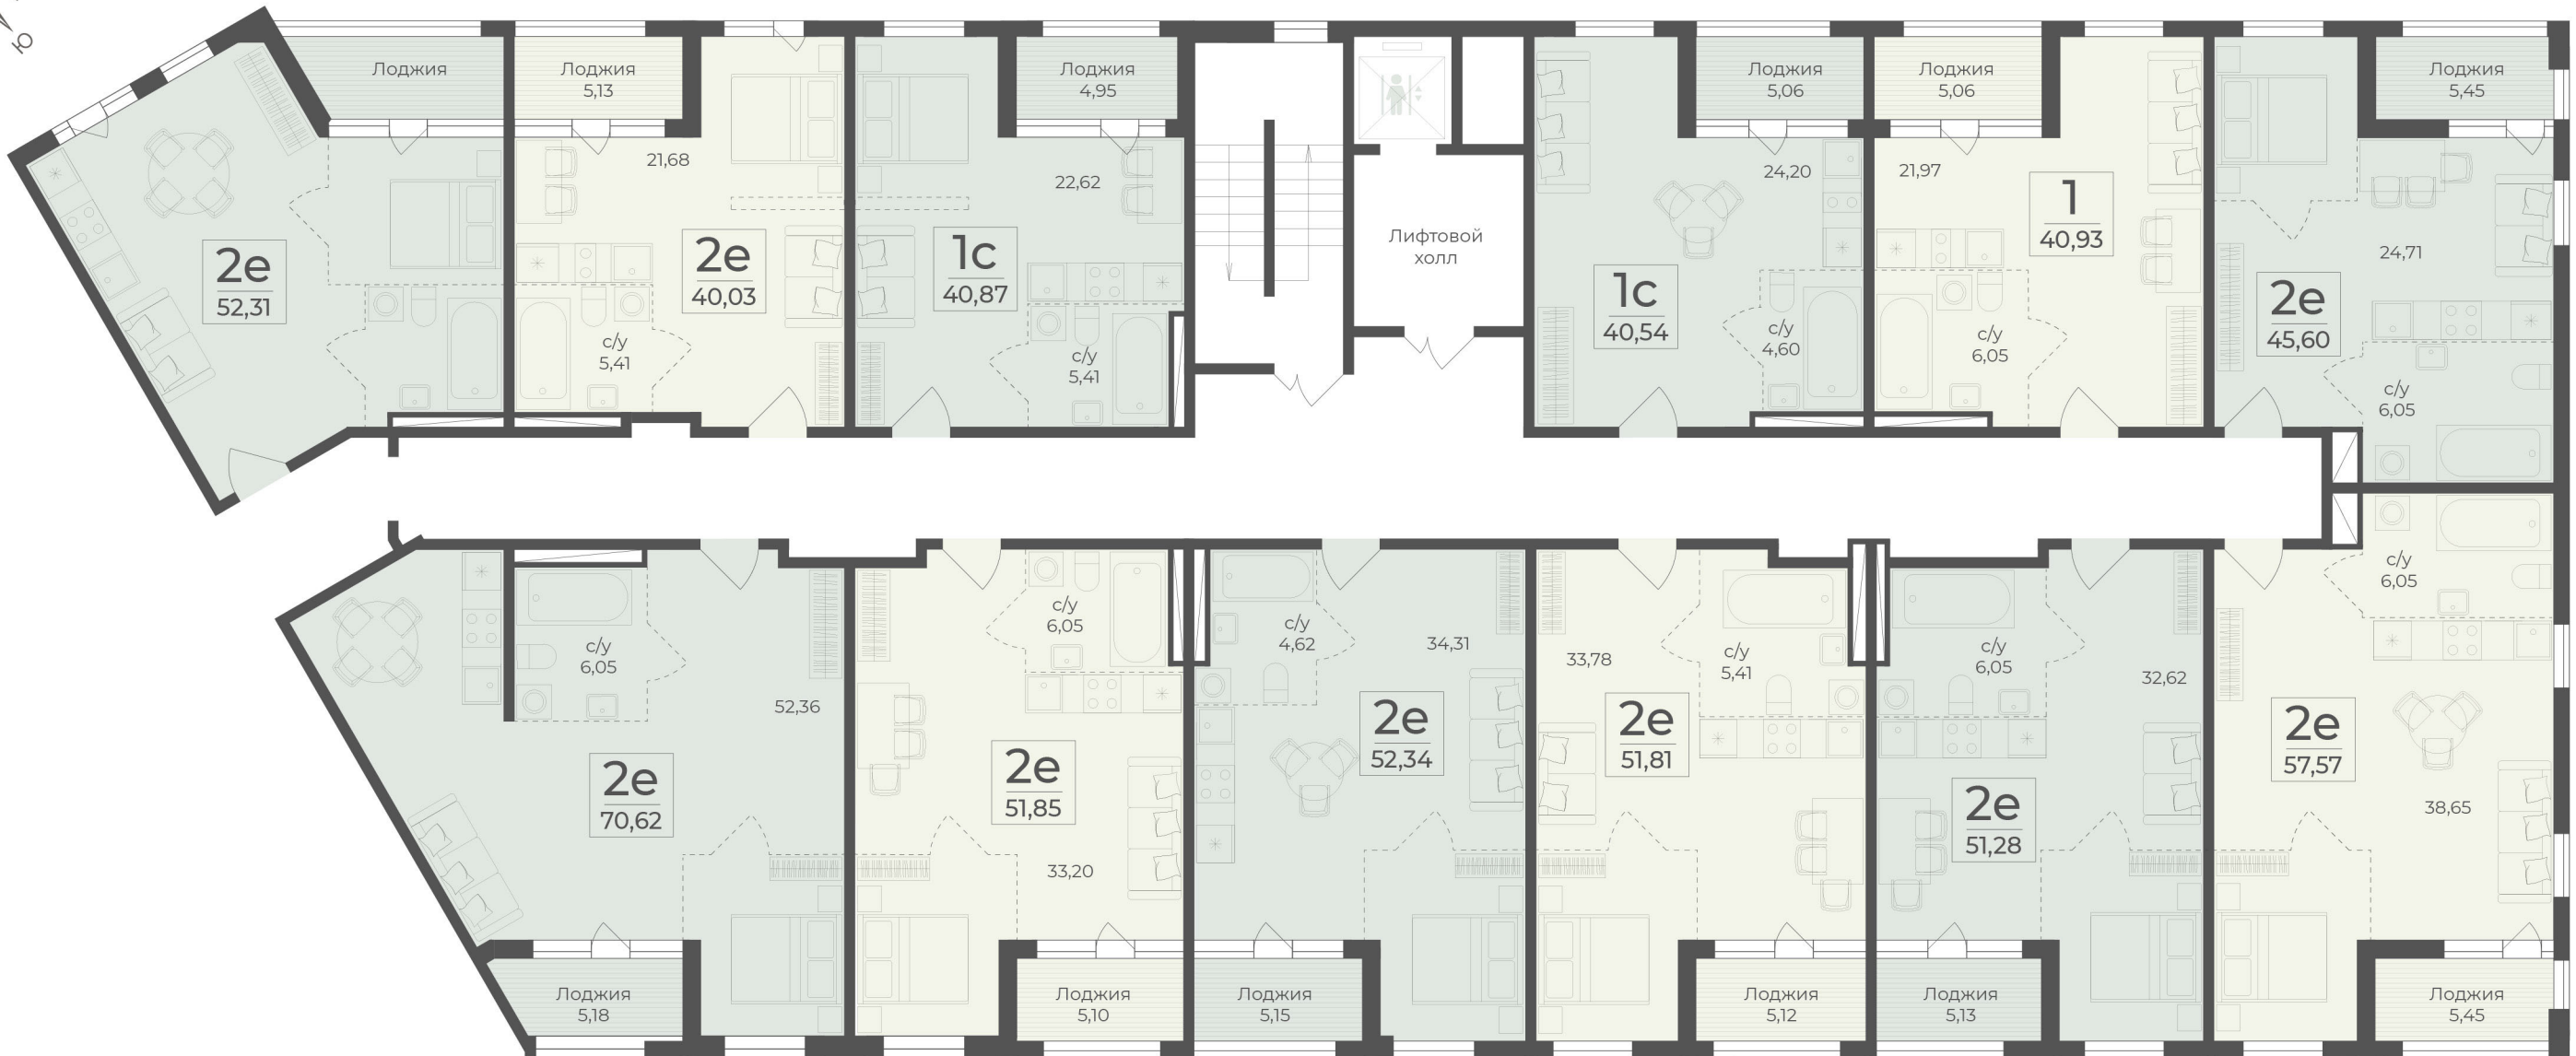 Ю
Лоджия
Лоджия
5,13
Лоджия
4,95
Лоджия
5,06
Лоджия
5,06
Лоджия
5,45
21,68
22,62
24,20
21,97
24,71
2е
52,31
2е
40,03
1с
40,87
Лифтовой
холл
1с
40,54
1
40,93
2е
45,60
с/у
5,41
с/у
5,41
с/у
4,60
с/у
6,05
с/у
6,05
с/у
6,05
с/у
6,05
с/у
4,62
с/у
5,41
с/у
6,05
с/у
6,05
52,36
34,31
33,78
32,62
2е
70,62
2е
51,85
2е
52,34
2е
51,81
2е
51,28
2е
57,57
33,20
38,65
Лоджия
5,18
Лоджия
5,10
Лоджия
5,15
Лоджия
5,12
Лоджия
5,13
Лоджия
5,45